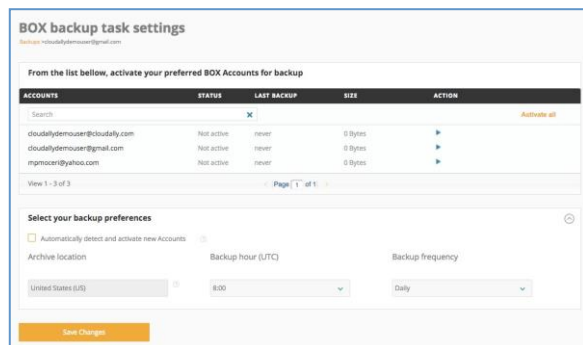 BOX backup task settings
Backups >cloudallydemouser@gmail.com
From the list bellow, activate your preferred BOX Accounts for backup
ACCOUNTS STATUS LAST BACKUP SIZE ACTION
Search Activate all
cloudallydemouser@cloudally.com Not active never 0 Bytes
cloudallydemouser@gmail.com Not active never 0 Bytes
mpmoceri@yahoo.com Not active never 0 Bytes
View 1 - 3 of 3 Page 1 of 1
Select your backup preferences
Automatically detect and activate new Accounts
Archive location Backup hour (UTC) Backup frequency
United States (US) 8:00 Daily
Save Changes